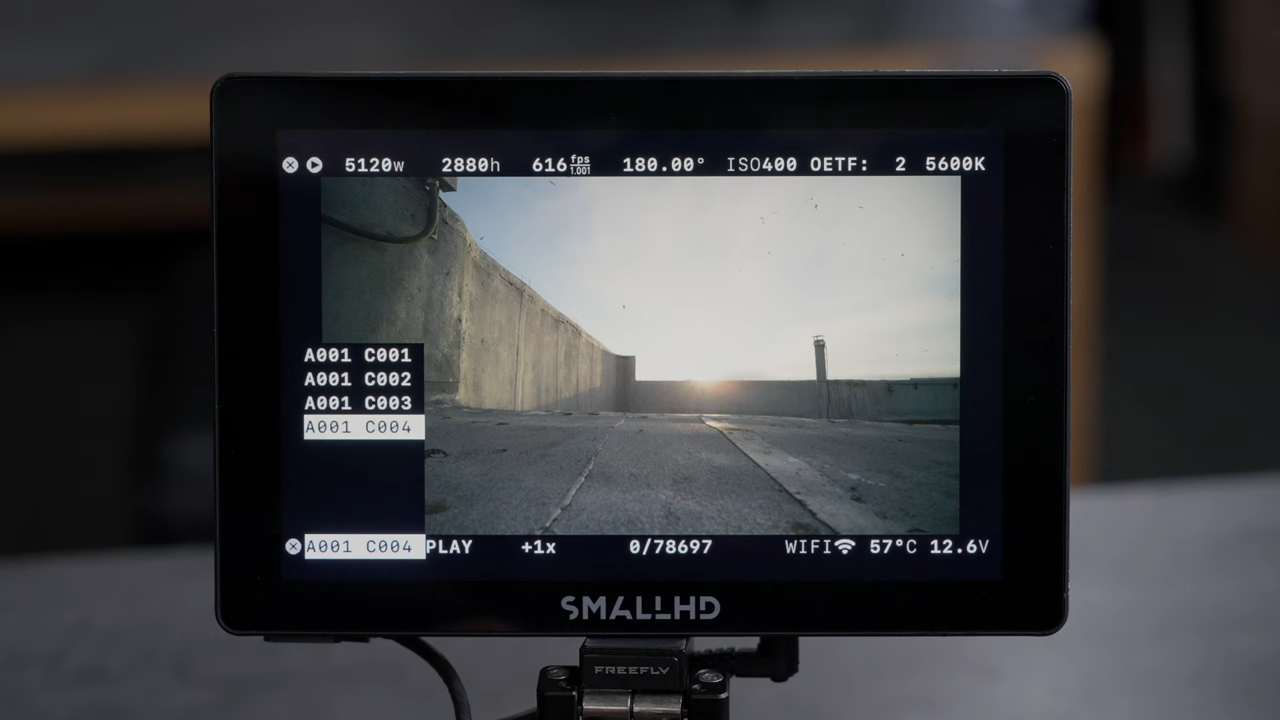 5120w 2880h 616 fps 1.001 180.00° ISO400 OETF: 2 5600K
A001 C001
A001 C002
A001 C003
A001 C004
A001 C004 PLAY +1x 0/78697 WIFI 57°C 12.6V
SMALLHD
FREEFLY